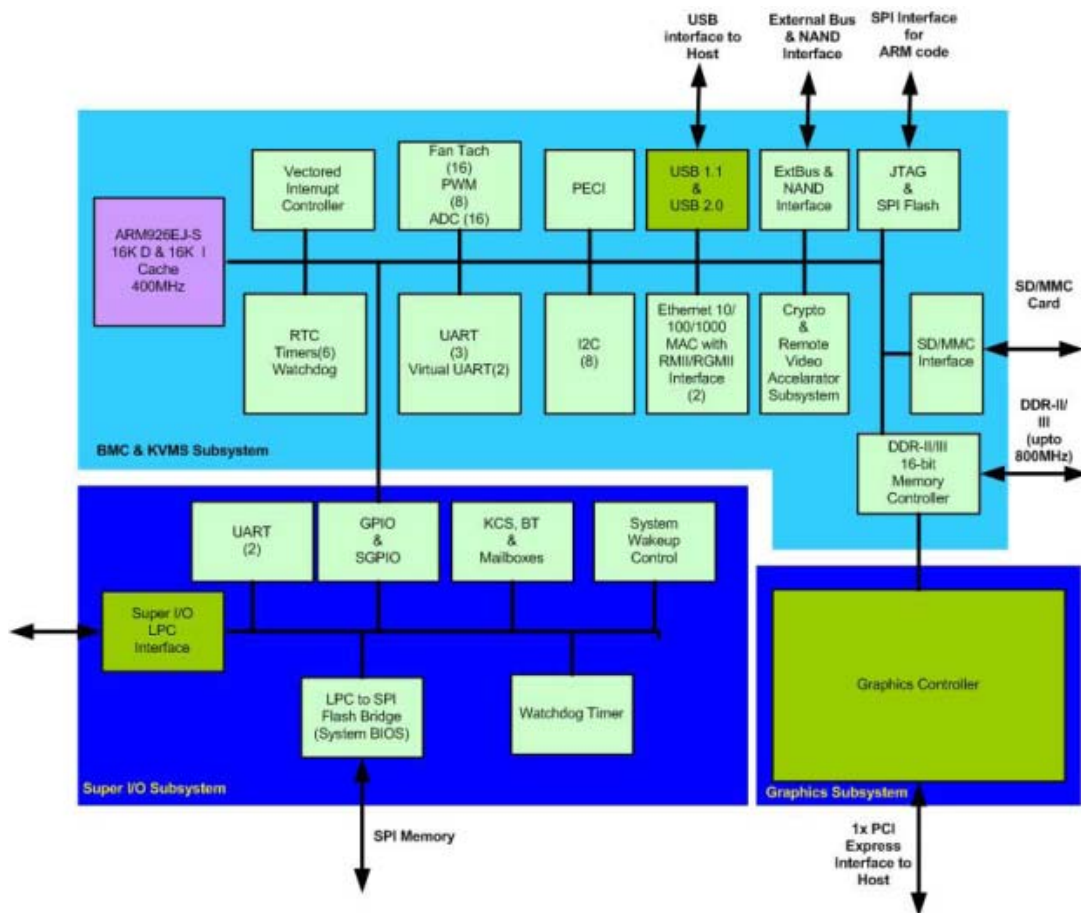 USB
interface to
Host
External Bus
& NAND
Interface
SPI Interface
for
ARM code
Vectored
Interrupt
Controller
Fan Tach
(16)
PWM
(8)
ADC (16)
PECI
USB 1.1
&
USB 2.0
ExtBus &
NAND
Interface
JTAG
&
SPI Flash
ARM926EJ-S
16K D & 16K I
Cache
400MHz
RTC
Timers(6)
Watchdog
UART
(3)
Virtual UART(2)
I2C
(8)
Ethernet 10/
100/1000
MAC with
RMII/RGMII
Interface
(2)
Crypto
&
Remote
Video
Accelarator
Subsystem
SD/MMC
Interface
SD/MMC
Card
BMC & KVMS Subsystem
DDR-II/III
16-bit
Memory
Controller
DDR-II/
III
(upto
800MHz)
UART
(2)
GPIO
&
SGPIO
KCS, BT
&
Mailboxes
System
Wakeup
Control
Super I/O
LPC
Interface
LPC to SPI
Flash Bridge
(System BIOS)
Watchdog Timer
Super I/O Subsystem
Graphics Controller
Graphics Subsystem
SPI Memory
1x PCI
Express
Interface to
Host